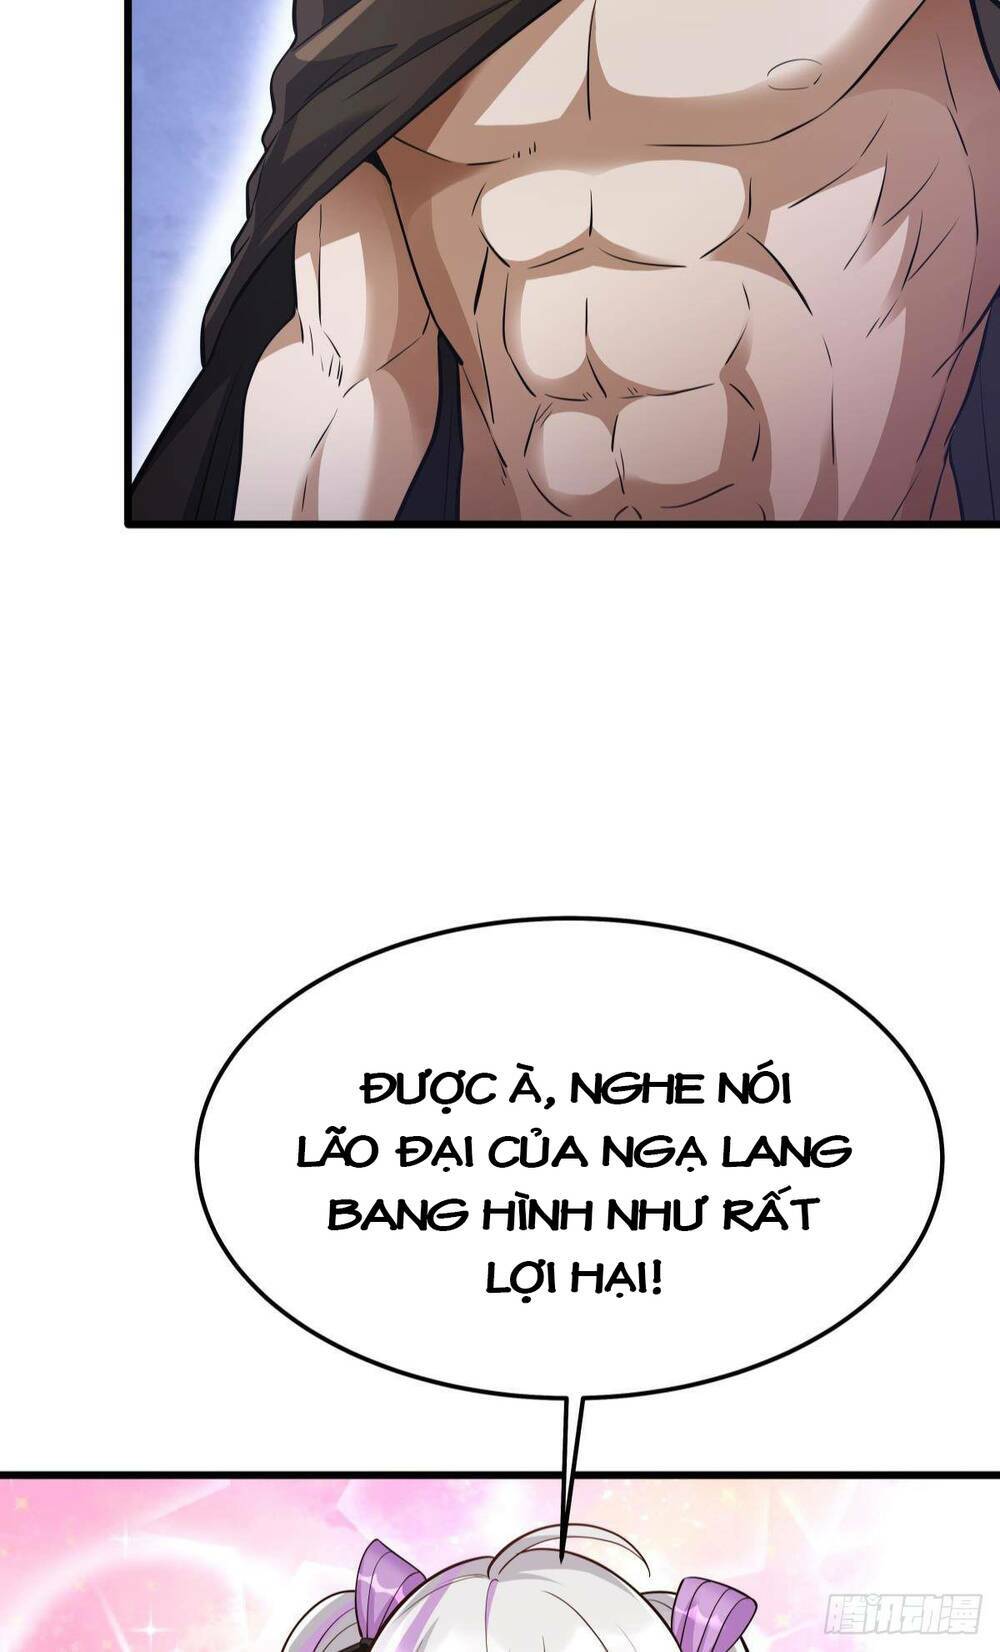 ĐƯỢC À, NGHE NÓI
LÃO ĐẠI CỦA NGẠ LANG
BANG HÌNH NHƯ RẤT
LỢI HẠI!
腾讯动漫